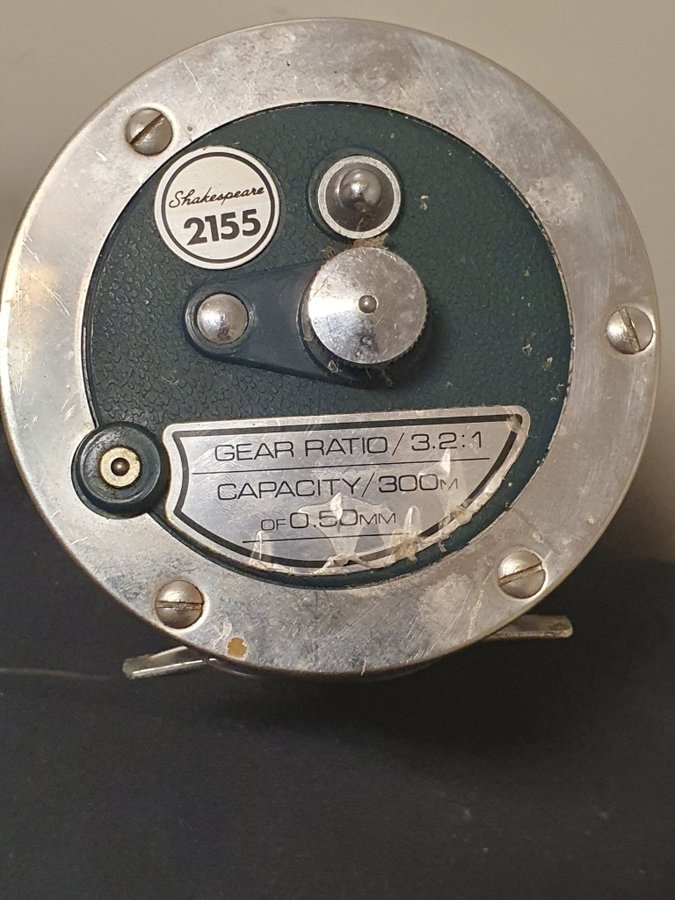 Shakespeare
2155
GEAR RATIO/3.2:1
CAPACITY/300M
OF 0.50MM